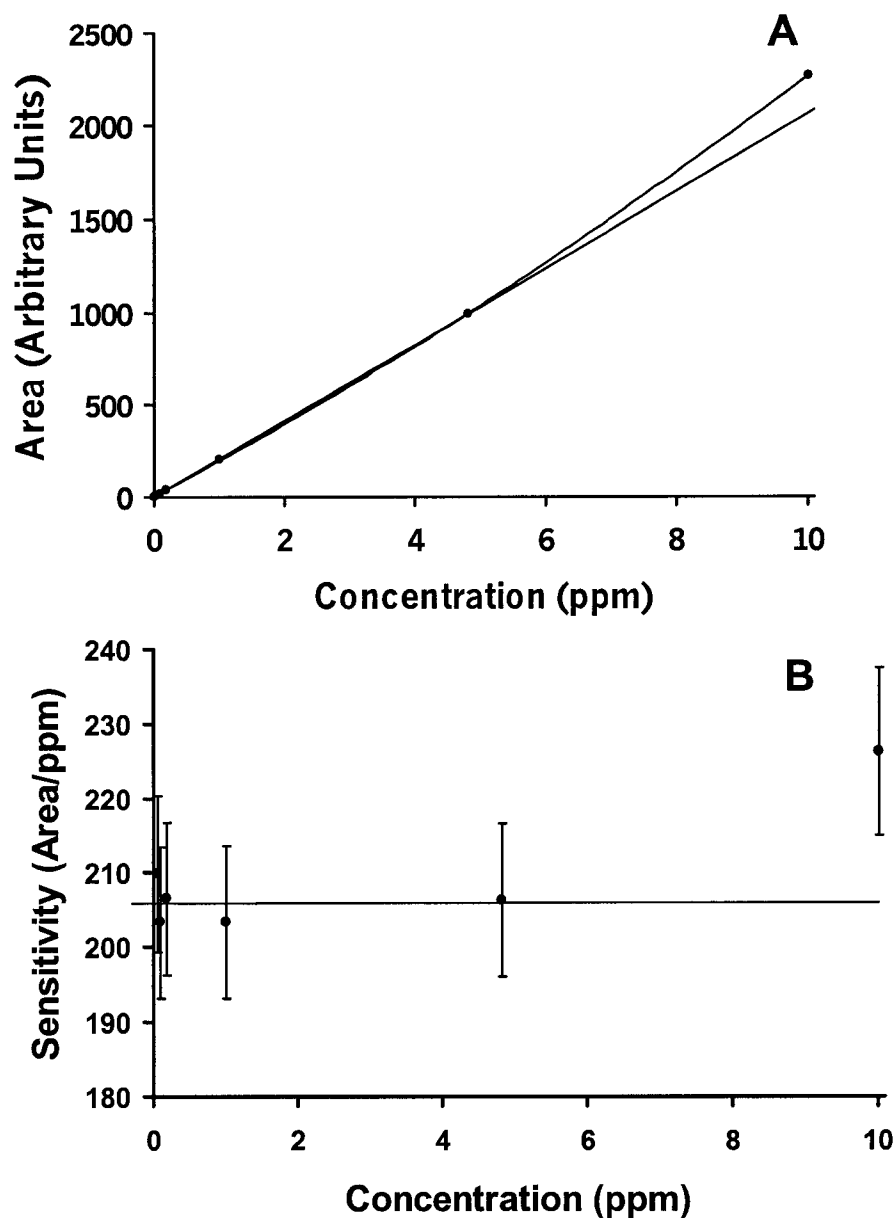 A
Area (Arbitrary Units)
2500
2000
1500
1000
500
0
0 2 4 6 8 10
Concentration (ppm)
B
Sensitivity (Area/ppm)
240
230
220
210
200
190
180
0 2 4 6 8 10
Concentration (ppm)